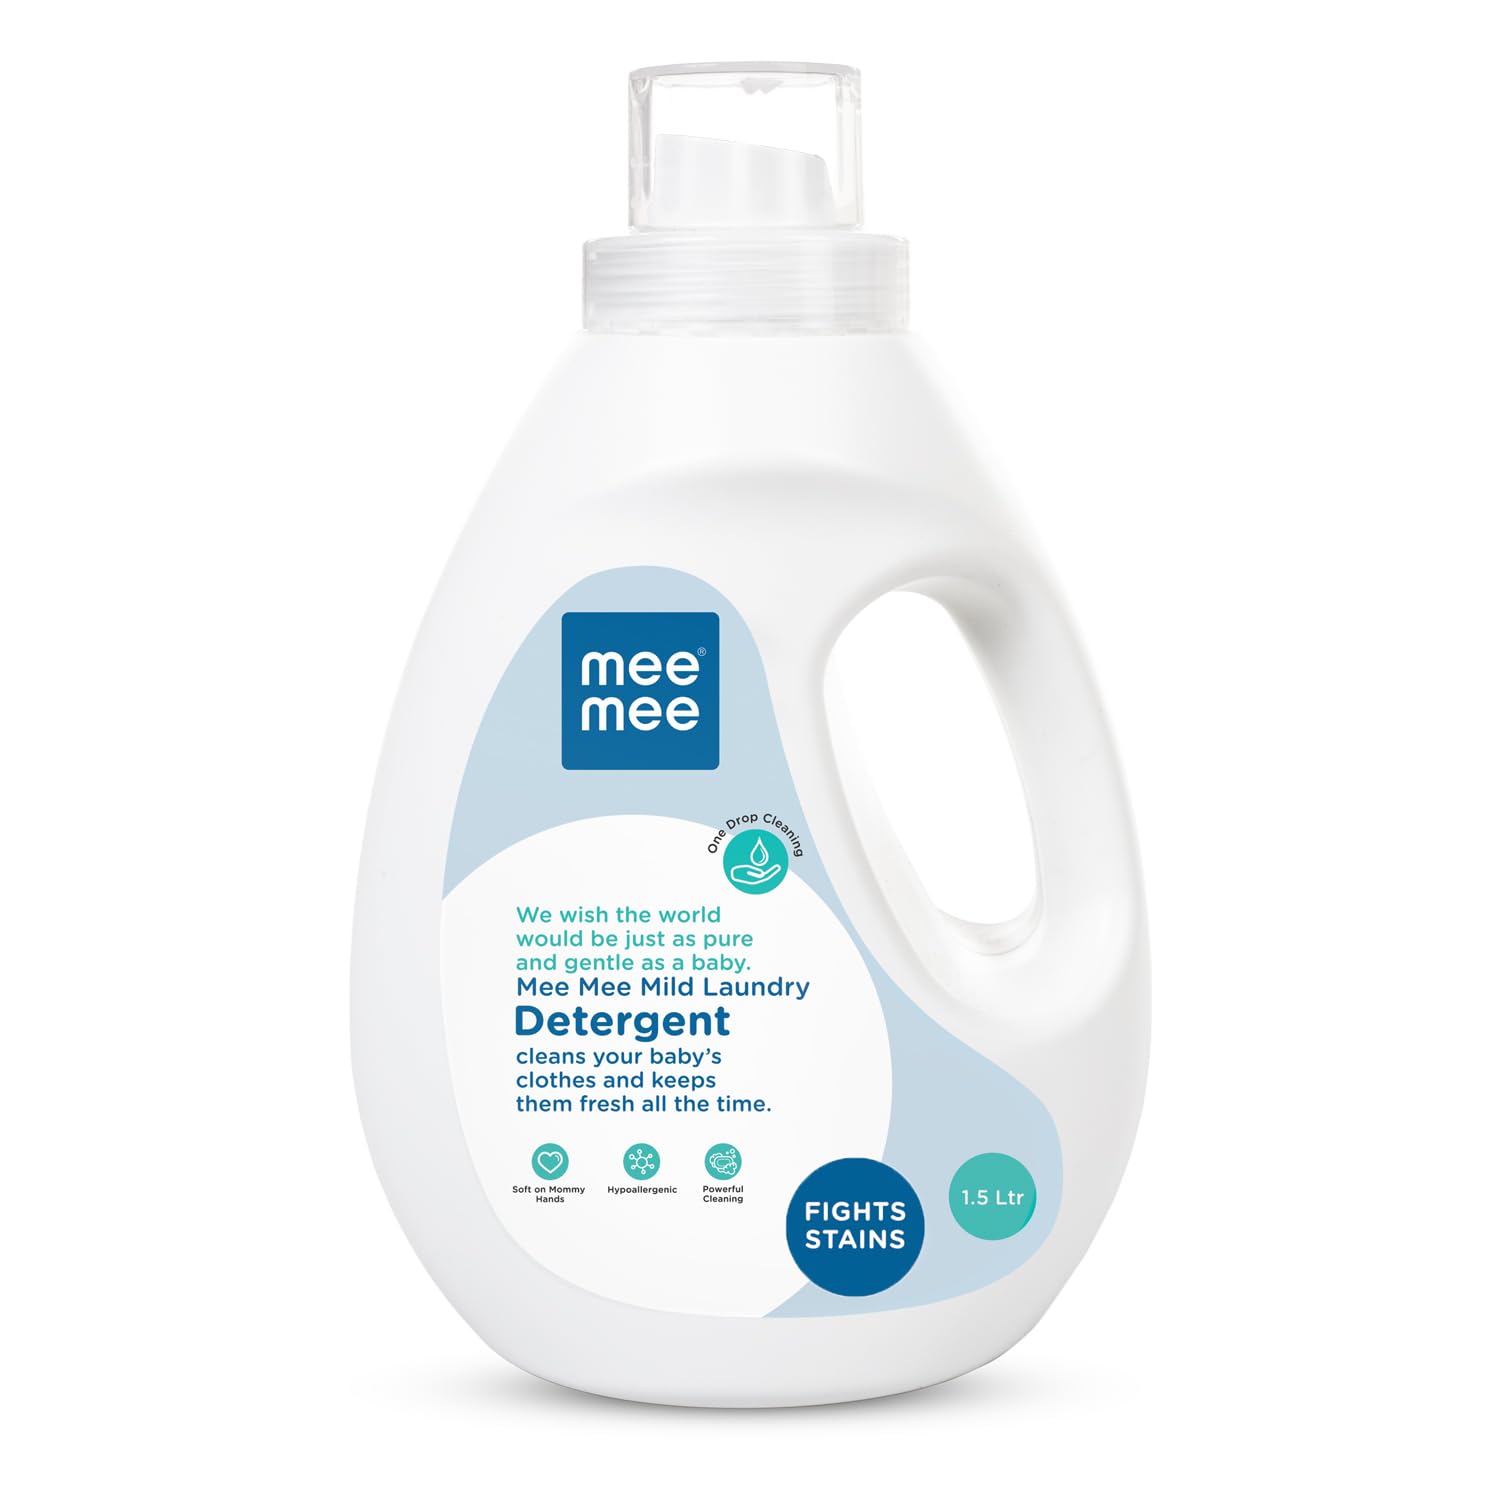 mee®
mee
One Drop Cleaning
We wish the world
would be just as pure
and gentle as a baby.
Mee Mee Mild Laundry
Detergent
cleans your baby's
clothes and keeps
them fresh all the time.
Soft on Mommy
Hands
Hypoallergenic
Powerful
Cleaning
FIGHTS
STAINS
1.5 Ltr